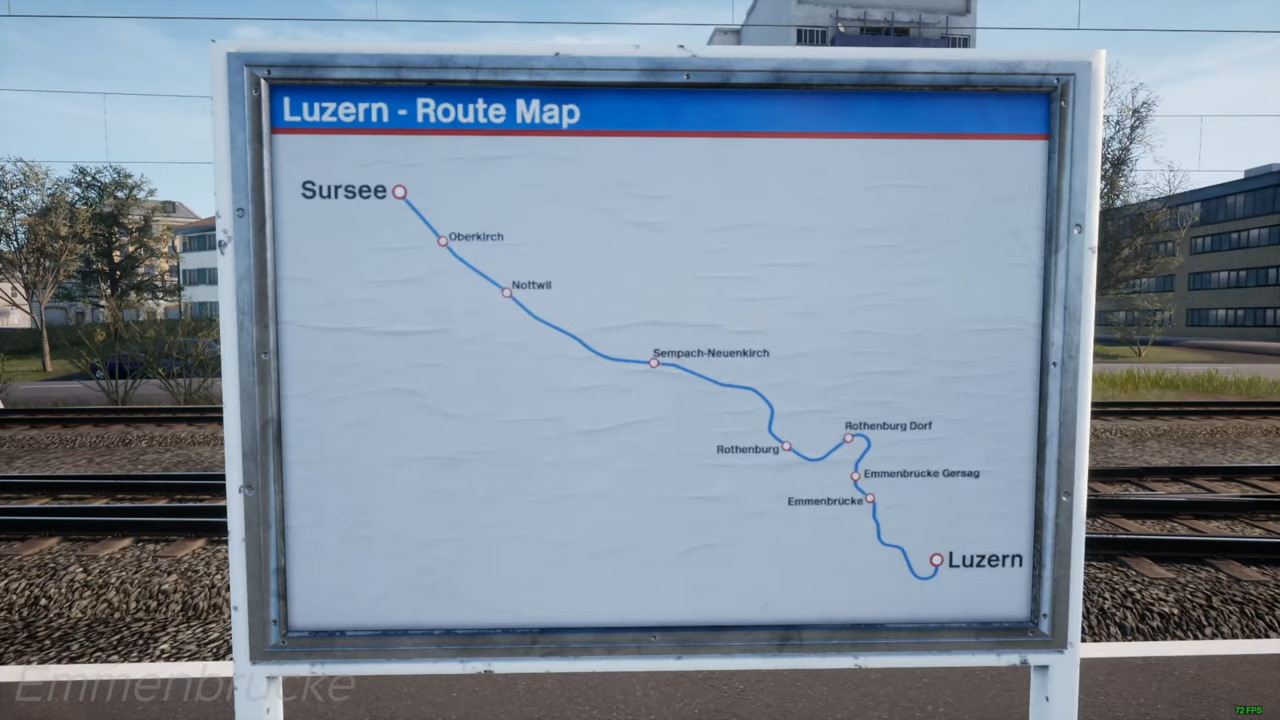 Luzern - Route Map
Sursee
Oberkirch
Nottwil
Sempach-Neuenkirch
Rothenburg Dorf
Rothenburg
Emmenbrücke Gersag
Emmenbrücke
Luzern
Emmenbrücke
72 FPS